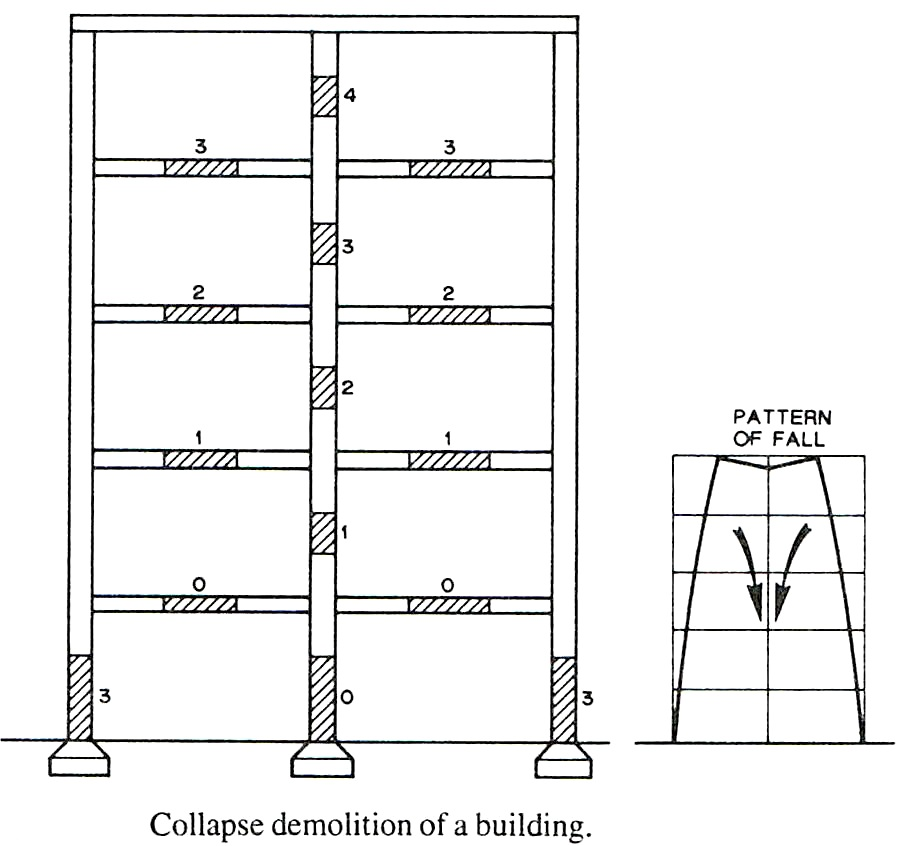 4
3 3
3
2 2
2
PATTERN
OF FALL
1 1
1
0 0
3 0 3
Collapse demolition of a building.